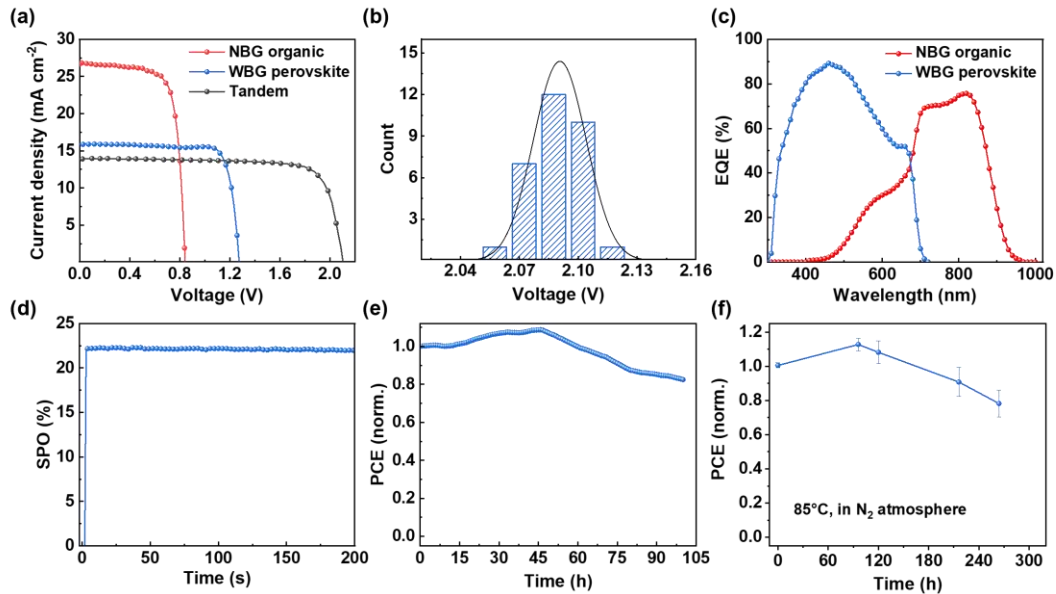 (a)
Current density (mA cm⁻²)
30
25
20
15
10
5
0.0 0.4 0.8 1.2 1.6 2.0
Voltage (V)
NBG organic
WBG perovskite
Tandem
(b)
Count
15
12
9
6
3
2.04 2.07 2.10 2.13 2.16
Voltage (V)
(c)
EQE (%)
100
80
60
40
20
0
400 600 800 1000
Wavelength (nm)
NBG organic
WBG perovskite
(d)
SPO (%)
25
20
15
10
5
0
0 50 100 150 200
Time (s)
(e)
PCE (norm.)
1.0
0.8
0.6
0.4
0.2
0.0
0 15 30 45 60 75 90 105
Time (h)
(f)
PCE (norm.)
1.2
1.0
0.8
0.6
0.4
0.2
0.0
0 60 120 180 240 300
Time (h)
85°C, in N₂ atmosphere